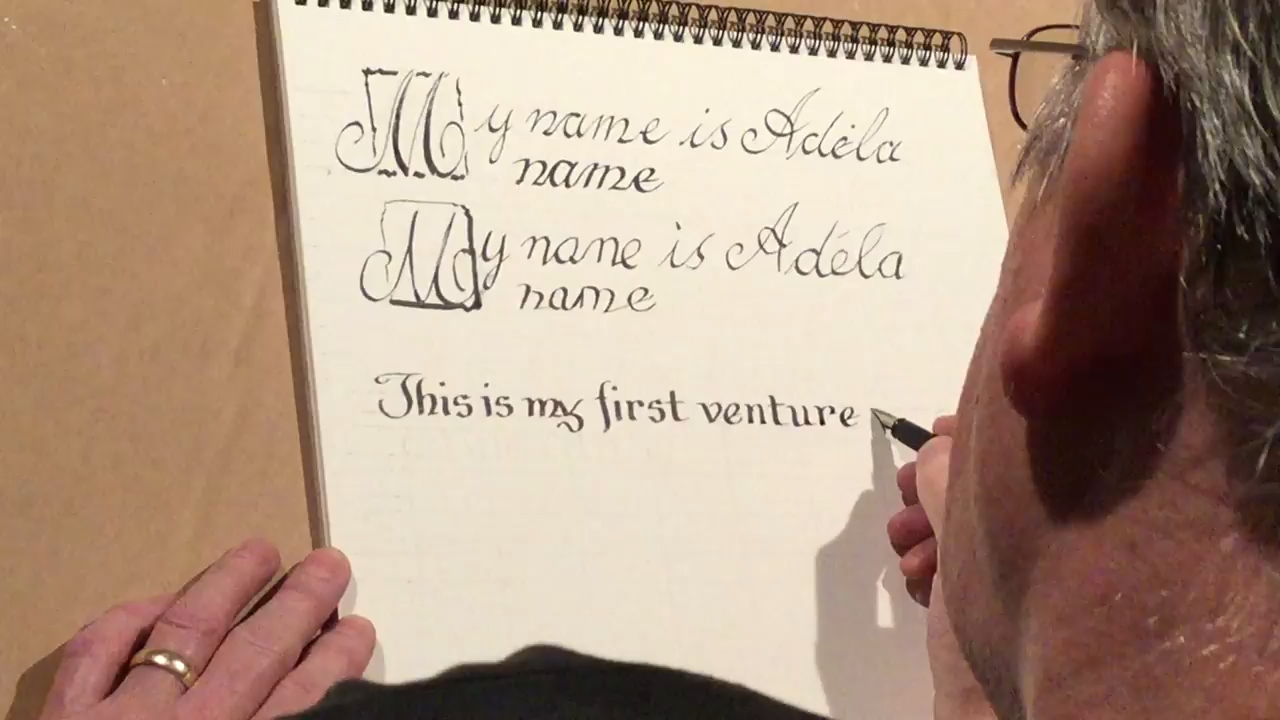 My name is Adéla
name
My nane is Adéla
name
This is my first venture